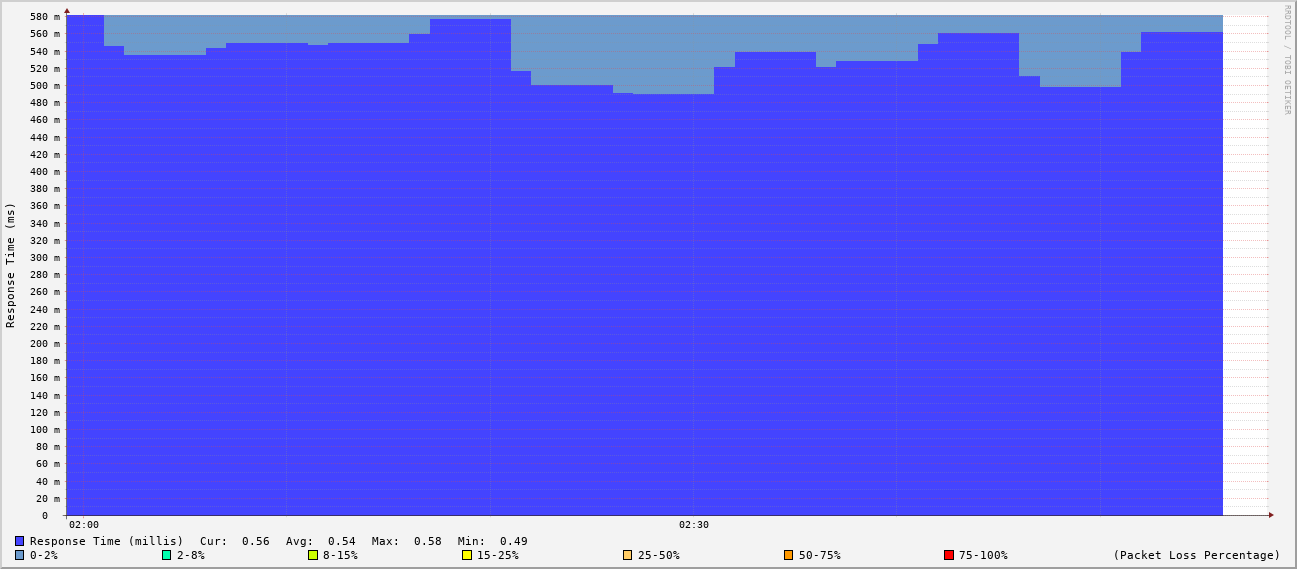 RRDTOOL / TOBI OETIKER
Response Time (ms)
580 m
560 m
540 m
520 m
500 m
480 m
460 m
440 m
420 m
400 m
380 m
360 m
340 m
320 m
300 m
280 m
260 m
240 m
220 m
200 m
180 m
160 m
140 m
120 m
100 m
80 m
60 m
40 m
20 m
0
02:00 02:30
Response Time (millis) Cur: 0.56 Avg: 0.54 Max: 0.58 Min: 0.49
0-2% 2-8% 8-15% 15-25% 25-50% 50-75% 75-100% (Packet Loss Percentage)